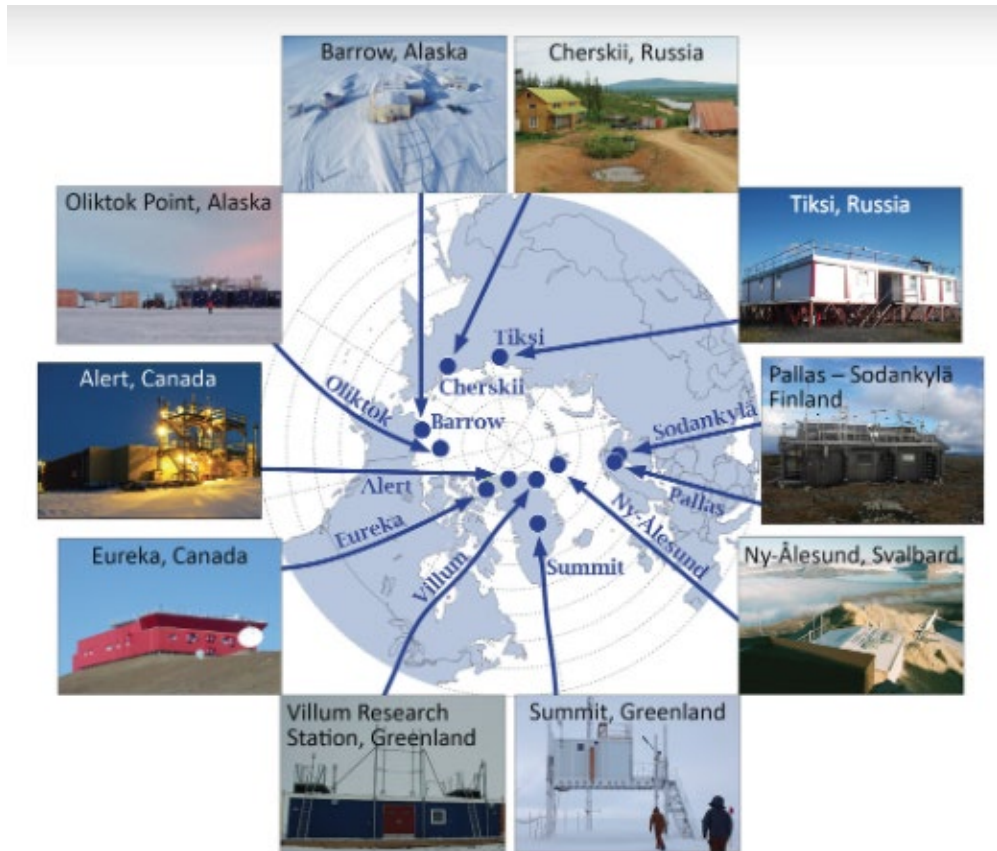 Barrow, Alaska
Cherskii, Russia
Oliktok Point, Alaska
Tiksi, Russia
Alert, Canada
Pallas – Sodankylä
Finland
Eureka, Canada
Ny-Ålesund, Svalbard
Villum Research
Station, Greenland
Summit, Greenland
Tiksi
Cherskii
Oliktok
Barrow
Sodankylä
Alert
Pallas
Eureka
Ny-Ålesund
Villum
Summit